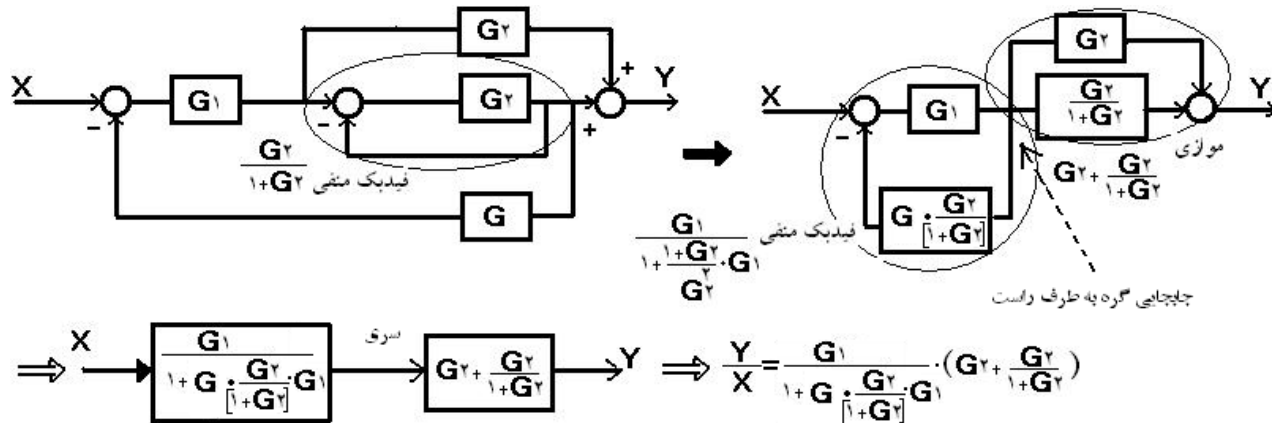 G۲
X G۱ G۲ Y
- - + +
G۲/(۱+G۲) فیدبک منفی
G
G۲
X G۱ G۲/(۱+G۲) Y
-
موازی
G۲+G۲/(۱+G۲)
G.G۲/[۱+G۲]
فیدبک منفی G۱/(۱+(۱+G۲)/G۲۲.G۱)
جابجایی گره به طرف راست
⇒ X G۱/(۱+G.G۲/[۱+G۲].G۱) سری G۲+G۲/(۱+G۲) Y ⇒ Y/X=G۱/(۱+G.G۲/[۱+G۲].G۱).(G۲+G۲/(۱+G۲))